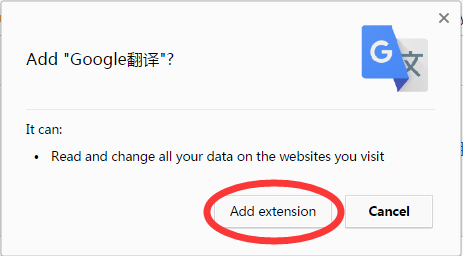 Add "Google翻译"?
G 文
It can:
• Read and change all your data on the websites you visit
Add extension
Cancel